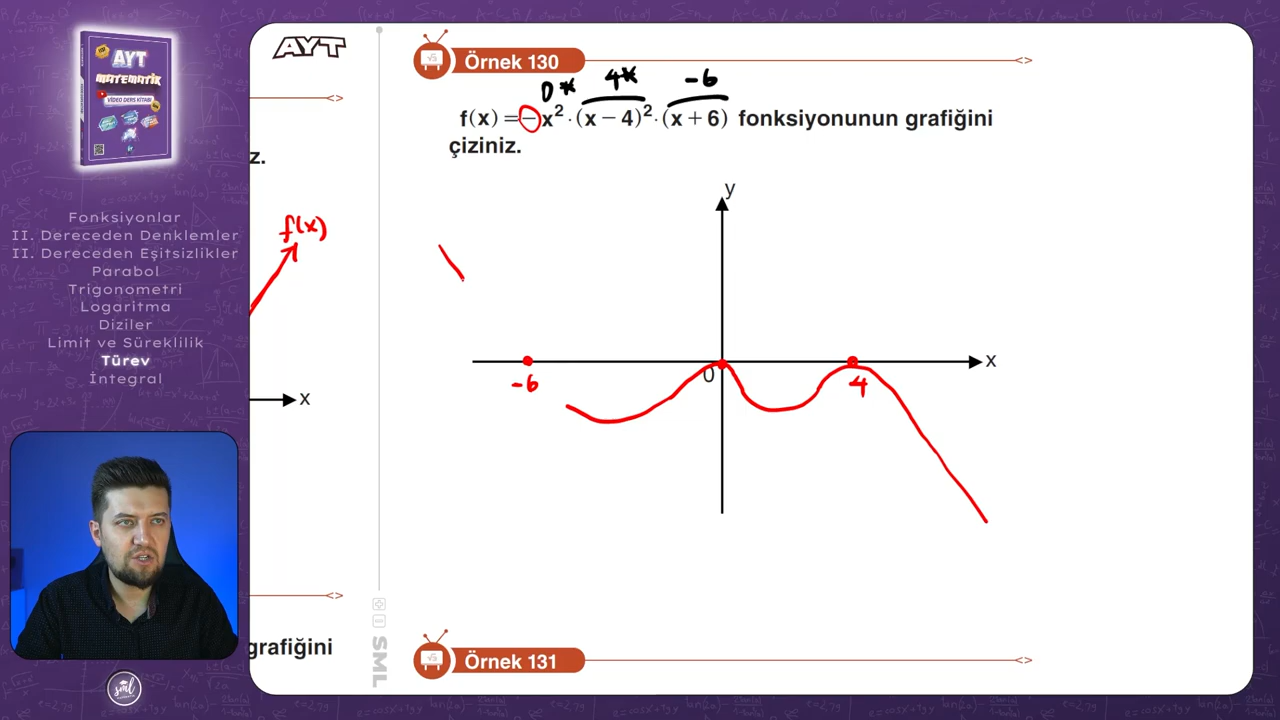 AYT
MATEMATİK
VİDEO DERS KİTABI
Fonksiyonlar
II. Dereceden Denklemler
II. Dereceden Eşitsizlikler
Parabol
Trigonometri
Logaritma
Diziler
Limit ve Süreklilik
Türev
İntegral
sml
AYT
z.
f(x)
x
grafiğini
SML
Örnek 130
0* 4* -6
f(x) = -x² · (x - 4)² · (x + 6) fonksiyonunun grafiğini
çiziniz.
y
x
0
-6
4
Örnek 131